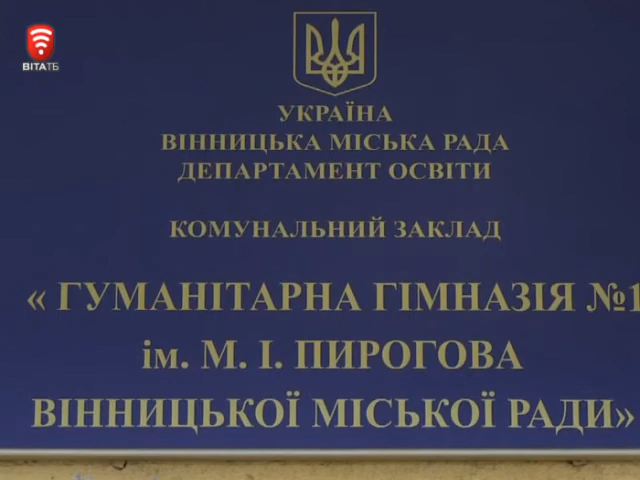 ВІТАТБ
УКРАЇНА
ВІННИЦЬКА МІСЬКА РАДА
ДЕПАРТАМЕНТ ОСВІТИ
КОМУНАЛЬНИЙ ЗАКЛАД
« ГУМАНІТАРНА ГІМНАЗІЯ №1
ім. М. І. ПИРОГОВА
ВІННИЦЬКОЇ МІСЬКОЇ РАДИ»